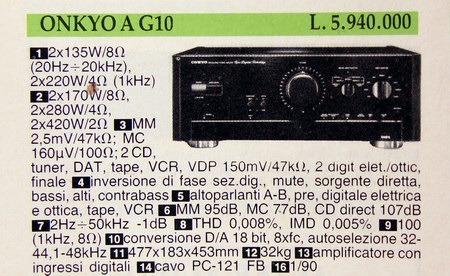 ONKYO A G10 L. 5.940.000
1 2x135W/8Ω
(20Hz÷20kHz),
2x220W/4Ω (1kHz)
2 2x170W/8Ω,
2x280W/4Ω,
2x420W/2Ω 3 MM
2,5mV/47kΩ; MC
160µV/100Ω; 2 CD,
tuner, DAT, tape, VCR, VDP 150mV/47kΩ, 2 digit elet./ottic,
finale 4 inversione di fase sez.dig., mute, sorgente diretta,
bassi, alti, contrabass 5 altoparlanti A-B, pre, digitale elettrica
e ottica, tape, VCR 6 MM 95dB, MC 77dB, CD direct 107dB
7 2Hz÷50kHz -1dB 8 THD 0,008%, IMD 0,005% 9 100
(1kHz, 8Ω) 10 conversione D/A 18 bit, 8xfc, autoselezione 32-
44,1-48kHz 11 477x183x453mm 12 32kg 13 amplificatore con
ingressi digitali 14 cavo PC-121 FB 16 1/90
ONKYO